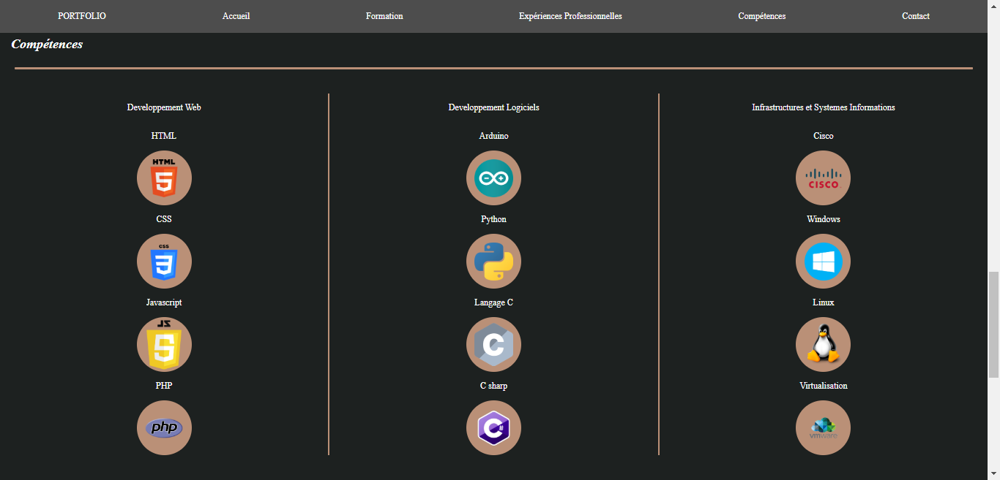 PORTFOLIO Accueil Formation Expériences Professionnelles Compétences Contact
Compétences
Developpement Web
HTML
HTML
5
CSS
CSS
3
Javascript
JS
S
PHP
php
Developpement Logiciels
Arduino
Python
Langage C
C
C sharp
C#
Infrastructures et Systemes Informations
Cisco
CISCO
Windows
Linux
Virtualisation
vmware